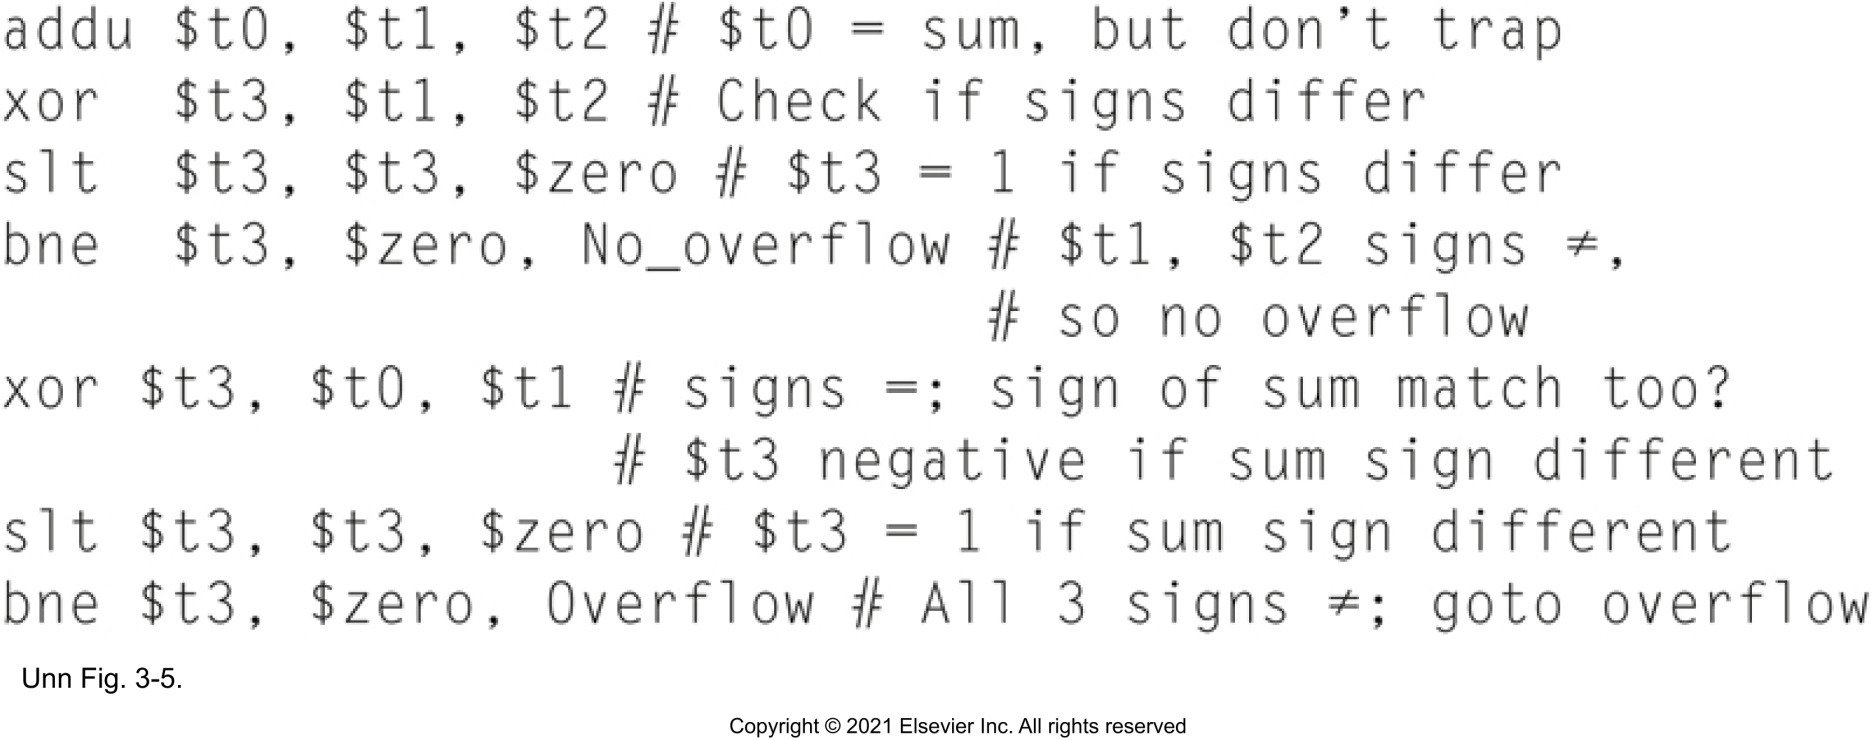 addu $t0, $t1, $t2 # $t0 = sum, but don’t trap
xor $t3, $t1, $t2 # Check if signs differ
slt $t3, $t3, $zero # $t3 = 1 if signs differ
bne $t3, $zero, No_overflow # $t1, $t2 signs ≠,
# so no overflow
xor $t3, $t0, $t1 # signs =; sign of sum match too?
# $t3 negative if sum sign different
slt $t3, $t3, $zero # $t3 = 1 if sum sign different
bne $t3, $zero, Overflow # All 3 signs ≠; goto overflow
Unn Fig. 3-5.
Copyright © 2021 Elsevier Inc. All rights reserved